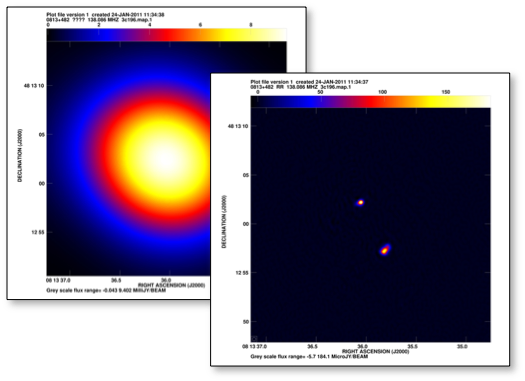 Plot file version 1 created 24-JAN-2011 11:34:36
0813+482 ???? 138.086 MHZ 3c196.map.1
0 2 4 6 8
48 13 10
05
00
12 55
DECLINATION (J2000)
08 13 37.0 36.5 36.0
RIGHT ASCENSION (J2000)
Grey scale flux range= -0.043 9.402 MilliJY/BEAM
Plot file version 1 created 24-JAN-2011 11:34:37
0813+482 RR 138.086 MHZ 3c196.map.1
0 50 100 150
48 13 10
05
00
12 55
50
DECLINATION (J2000)
08 13 37.0 36.5 36.0 35.5 35.0
RIGHT ASCENSION (J2000)
Grey scale flux range= -5.7 184.1 MicroJY/BEAM